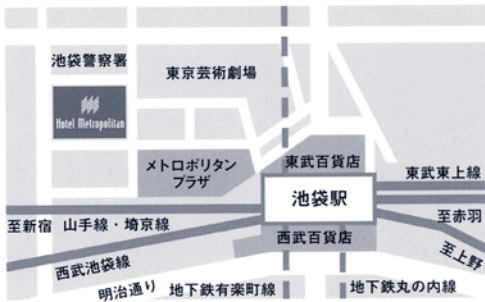 池袋警察署
東京芸術劇場
Hotel Metropolitan
メトロポリタン
プラザ
東武百貨店
東武東上線
池袋駅
至赤羽
至新宿 山手線・埼京線
西武百貨店
至上野
西武池袋線
明治通り 地下鉄有楽町線 地下鉄丸の内線